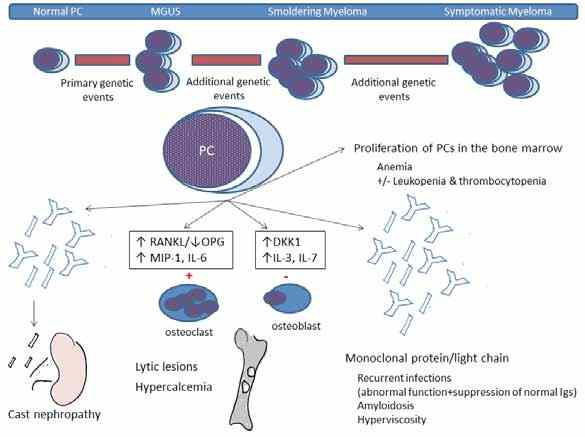 Normal PC
MGUS
Smoldering Myeloma
Symptomatic Myeloma
Primary genetic
events
Additional genetic
events
Additional genetic
events
PC
Proliferation of PCs in the bone marrow
Anemia
+/- Leukopenia & thrombocytopenia
↑ RANKL/↓OPG
↑ MIP-1, IL-6
↑DKK1
↑IL-3, IL-7
+
-
osteoclast
osteoblast
Lytic lesions
Hypercalcemia
Cast nephropathy
Monoclonal protein/light chain
Recurrent infections
(abnormal function+suppression of normal Igs)
Amyloidosis
Hyperviscosity